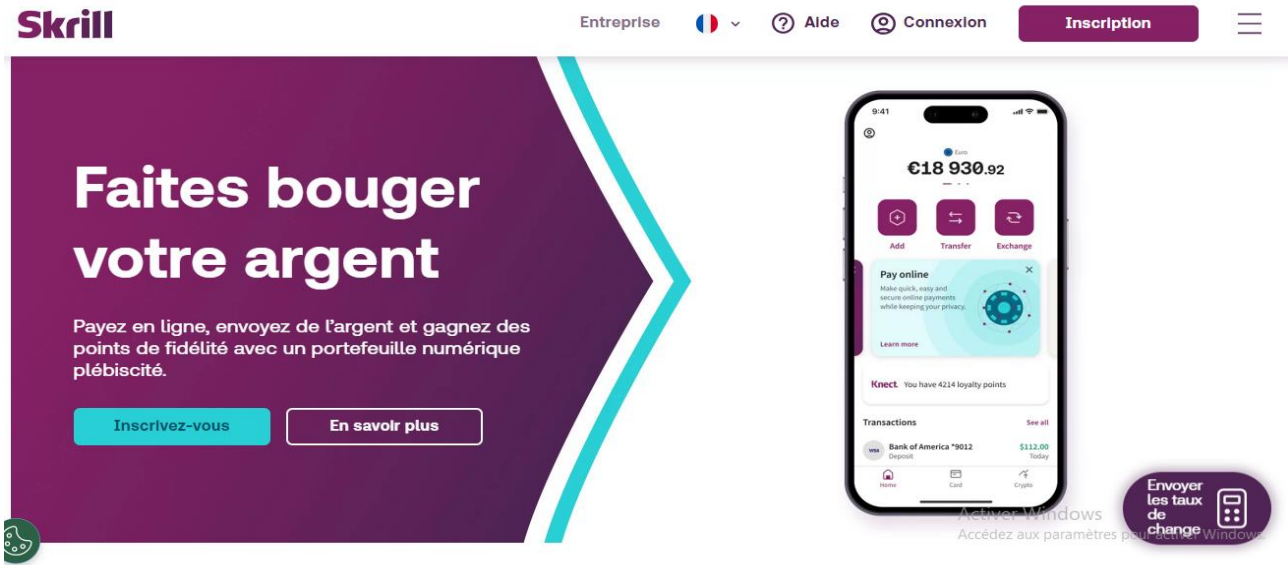 Skrill
Entreprise
Aide
Connexion
Inscription
Faites bouger
votre argent
Payez en ligne, envoyez de l'argent et gagnez des
points de fidélité avec un portefeuille numérique
plébiscité.
Inscrivez-vous
En savoir plus
9:41
Euro
€18 930.92
Add
Transfer
Exchange
Pay online
Make quick, easy and
secure online payments
while keeping your privacy.
Learn more
Knect You have 4214 loyalty points
Transactions
See all
VISA
Bank of America *9012
$112.00
Deposit
Today
Home
Card
Crypto
Envoyer
les taux
de
change
Activer Windows
Accédez aux paramètres pour activer Windows